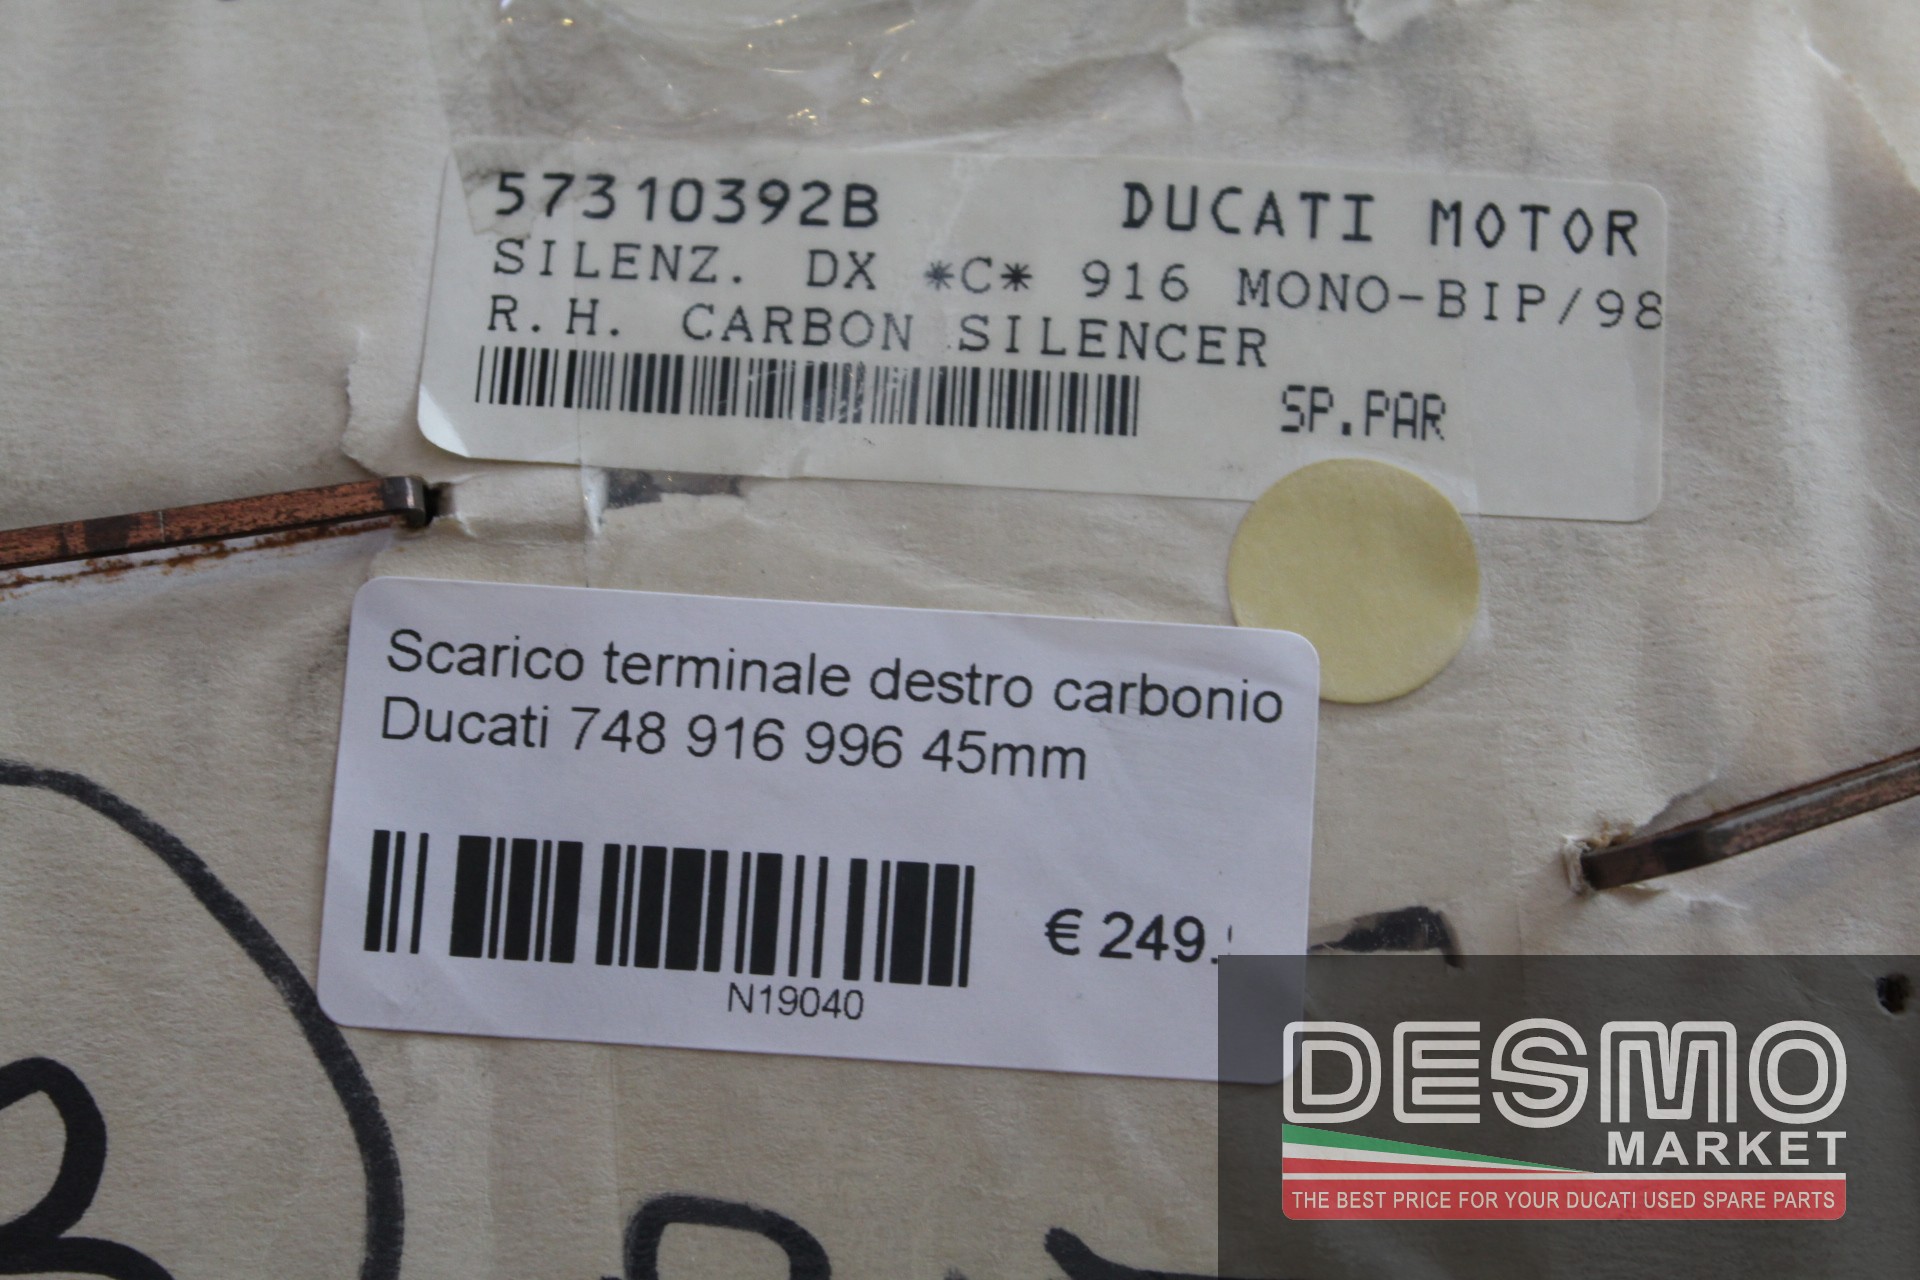 57310392B DUCATI MOTOR
SILENZ. DX *C* 916 MONO-BIP/98
R.H. CARBON SILENCER
SP.PAR
Scarico terminale destro carbonio
Ducati 748 916 996 45mm
€ 249.
N19040
DESMO
MARKET
THE BEST PRICE FOR YOUR DUCATI USED SPARE PARTS